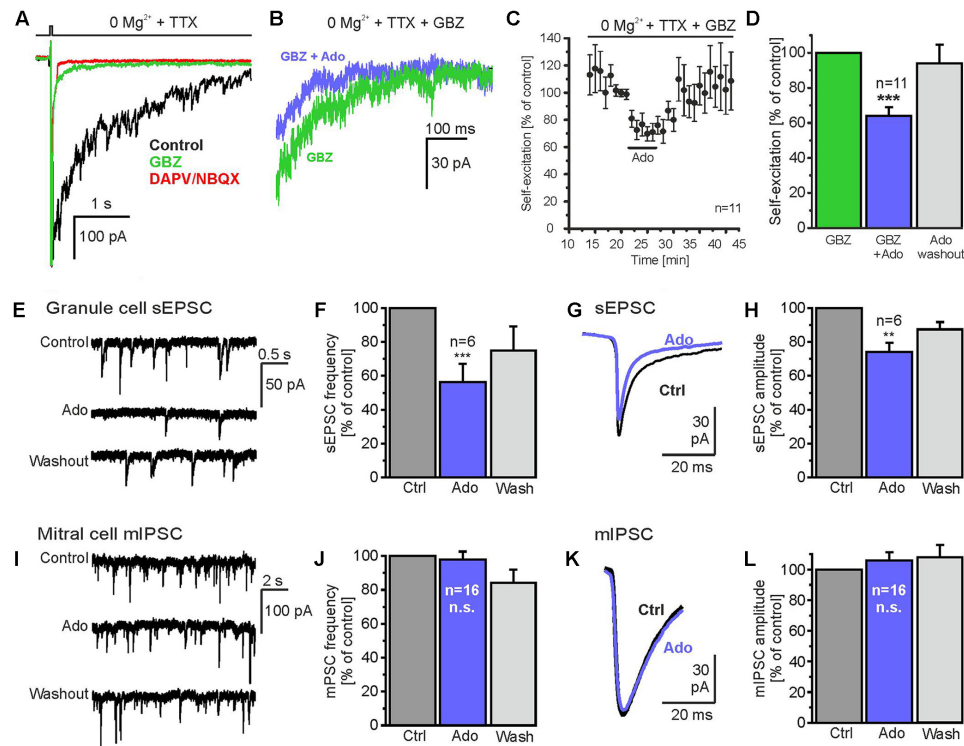 A
0 Mg2+ + TTX
Control
GBZ
DAPV/NBQX
1 s
100 pA
B
0 Mg2+ + TTX + GBZ
GBZ + Ado
GBZ
100 ms
30 pA
C
0 Mg2+ + TTX + GBZ
Self-excitation [% of control]
140
120
100
80
60
40
20
0
Ado
n=11
10 15 20 25 30 35 40 45
Time [min]
D
Self-excitation [% of control]
100
80
60
40
20
0
n=11
***
GBZ
GBZ
+Ado
Ado
washout
E
Granule cell sEPSC
Control
0.5 s
50 pA
Ado
Washout
F
sEPSC frequency
[% of control]
100
80
60
40
20
0
n=6
***
Ctrl
Ado
Wash
G
sEPSC
Ado
Ctrl
30
pA
20 ms
H
sEPSC amplitude
[% of control]
100
80
60
40
20
0
n=6
**
Ctrl
Ado
Wash
I
Mitral cell mIPSC
Control
2 s
100 pA
Ado
Washout
J
mPSC frequency
[% of control]
100
80
60
40
20
0
n=16
n.s.
Ctrl
Ado
Wash
K
mIPSC
Ctrl
Ado
30
pA
20 ms
L
mIPSC amplitude
[% of control]
100
80
60
40
20
0
n=16
n.s.
Ctrl
Ado
Wash